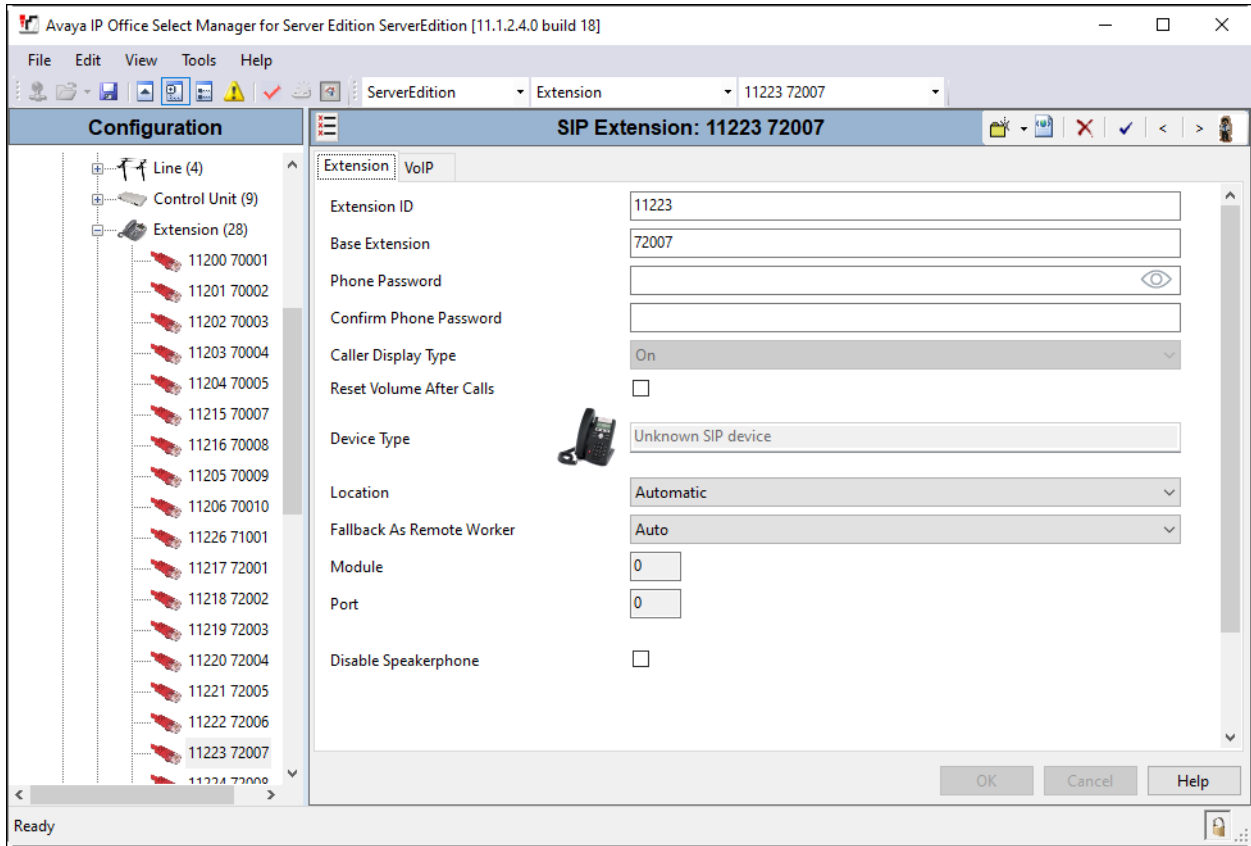 Avaya IP Office Select Manager for Server Edition ServerEdition [11.1.2.4.0 build 18]
File Edit View Tools Help
ServerEdition Extension 11223 72007
Configuration
SIP Extension: 11223 72007
Line (4)
Control Unit (9)
Extension (28)
11200 70001
11201 70002
11202 70003
11203 70004
11204 70005
11215 70007
11216 70008
11205 70009
11206 70010
11226 71001
11217 72001
11218 72002
11219 72003
11220 72004
11221 72005
11222 72006
11223 72007
11224 72008
Extension VoIP
Extension ID 11223
Base Extension 72007
Phone Password
Confirm Phone Password
Caller Display Type On
Reset Volume After Calls
Device Type Unknown SIP device
Location Automatic
Fallback As Remote Worker Auto
Module 0
Port 0
Disable Speakerphone
OK Cancel Help
Ready